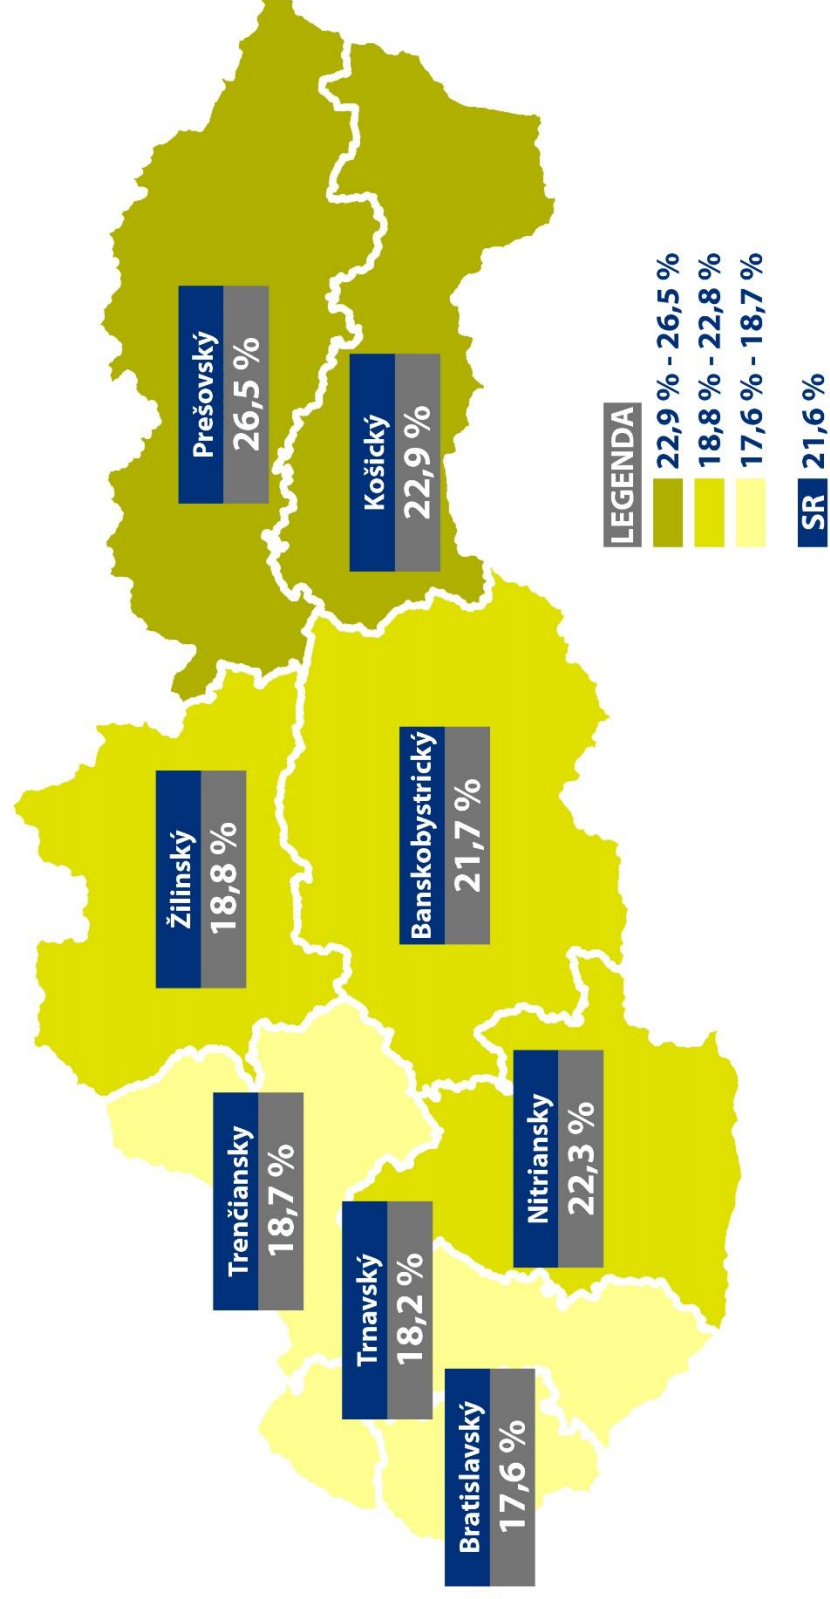 Žilinský
18,8 %
Prešovský
26,5 %
Trenčiansky
18,7 %
Trnavský
18,2 %
Košický
22,9 %
Banskobystrický
21,7 %
Bratislavský
17,6 %
Nitriansky
22,3 %
LEGENDA
22,9 % - 26,5 %
18,8 % - 22,8 %
17,6 % - 18,7 %
SR 21,6 %